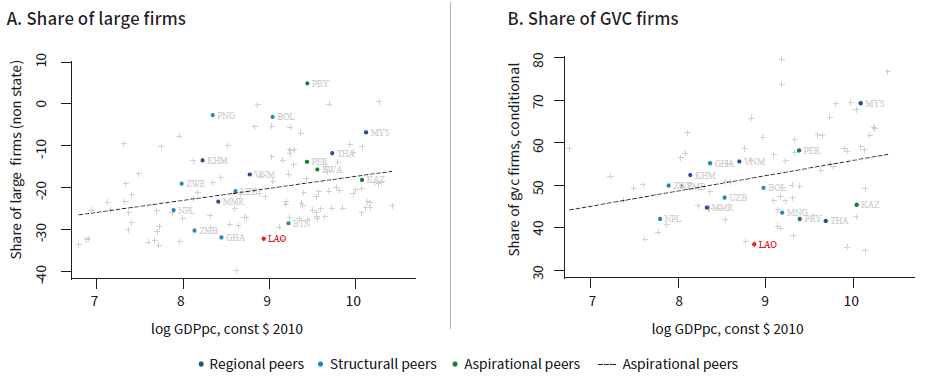 A. Share of large firms
Share of large firms (non state)
10
0
-10
-20
-30
-40
PRY
PNG
BOL
MYS
THA
KHM
PER
BWA
VNM
KAZ
ZWE
UZB
MMR
NPL
BTN
ZMB
GHA
LAO
7
8
9
10
log GDPpc, const $ 2010
B. Share of GVC firms
Share of gvc firms, conditional
80
70
60
50
40
30
MYS
PER
GHA
VNM
KHM
BOL
UZB
KAZ
MMR
MNG
NPL
PRY
THA
LAO
7
8
9
10
log GDPpc, const $ 2010
Regional peers
Structurall peers
Aspirational peers
Aspirational peers